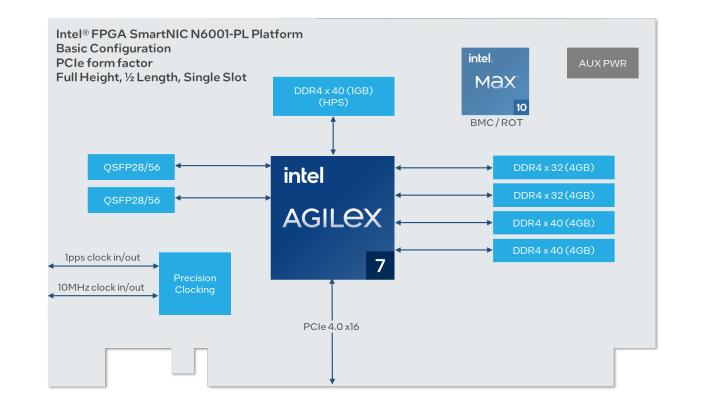 Intel® FPGA SmartNIC N6001-PL Platform
Basic Configuration
PCIe form factor
Full Height, ½ Length, Single Slot
intel.
MAX
10
BMC / ROT
AUX PWR
DDR4 x 40 (1GB)
(HPS)
QSFP28/56
QSFP28/56
intel
AGILEX
7
DDR4 x 32 (4GB)
DDR4 x 32 (4GB)
DDR4 x 40 (4GB)
DDR4 x 40 (4GB)
1pps clock in/out
10MHz clock in/out
Precision
Clocking
PCIe 4.0 x16